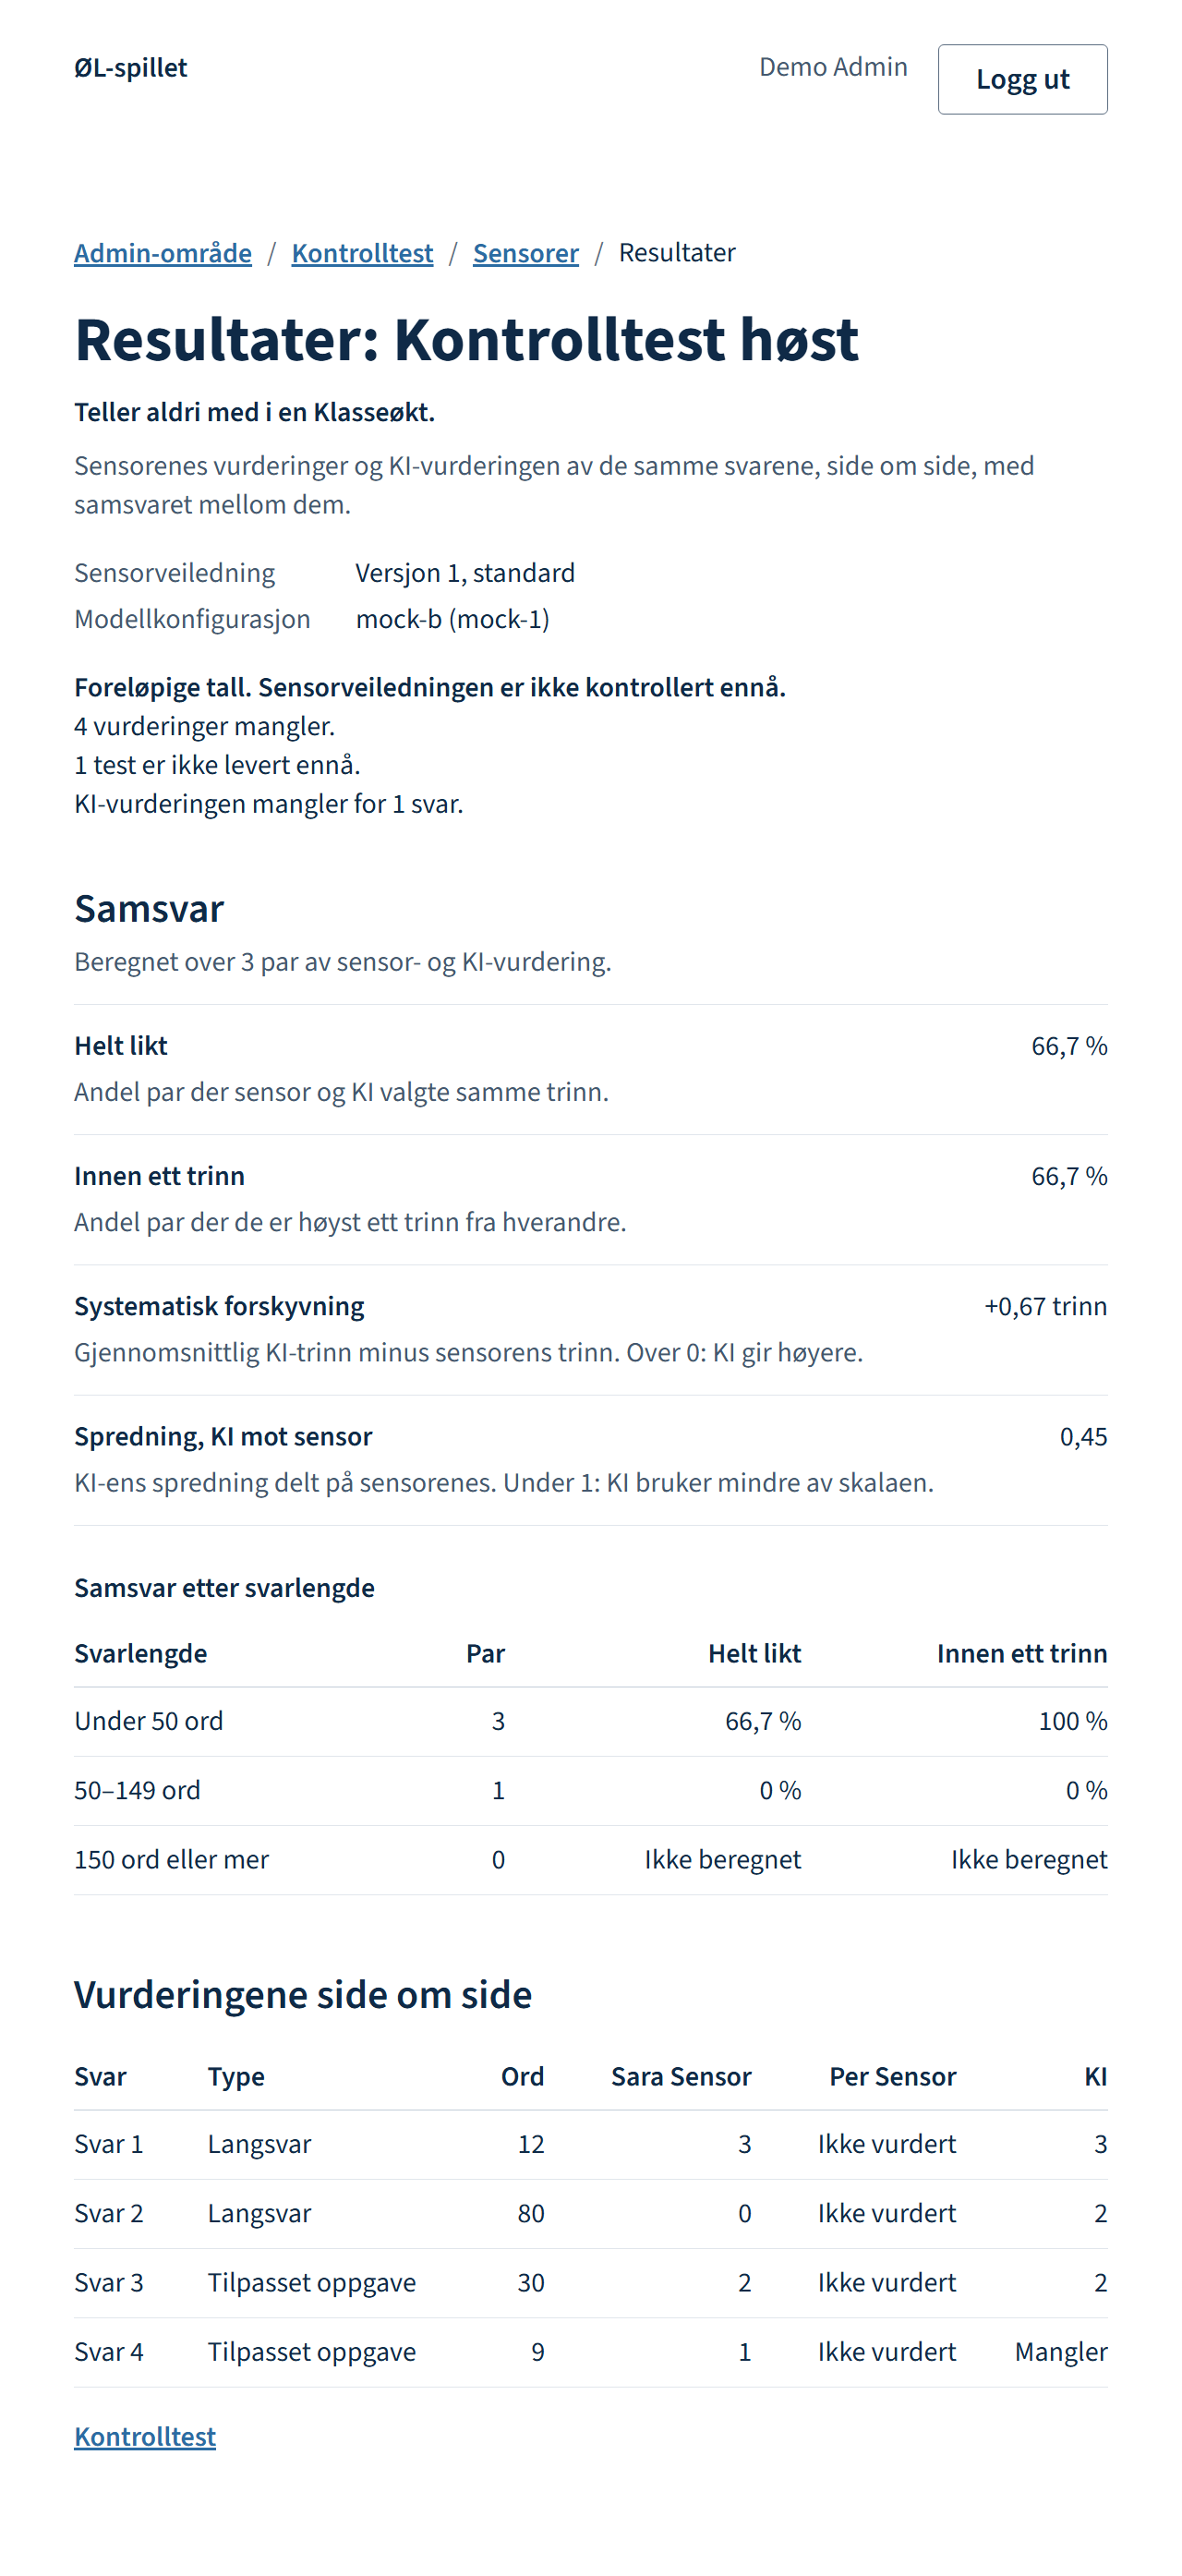 ØL-spillet
Demo Admin
Logg ut
Admin-område / Kontrolltest / Sensorer / Resultater
Resultater: Kontrolltest høst
Teller aldri med i en Klasseøkt.
Sensorenes vurderinger og KI-vurderingen av de samme svarene, side om side, med
samsvaret mellom dem.
Sensorveiledning Versjon 1, standard
Modellkonfigurasjon mock-b (mock-1)
Foreløpige tall. Sensorveiledningen er ikke kontrollert ennå.
4 vurderinger mangler.
1 test er ikke levert ennå.
KI-vurderingen mangler for 1 svar.
Samsvar
Beregnet over 3 par av sensor- og KI-vurdering.
Helt likt 66,7 %
Andel par der sensor og KI valgte samme trinn.
Innen ett trinn 66,7 %
Andel par der de er høyst ett trinn fra hverandre.
Systematisk forskyvning +0,67 trinn
Gjennomsnittlig KI-trinn minus sensorens trinn. Over 0: KI gir høyere.
Spredning, KI mot sensor 0,45
KI-ens spredning delt på sensorenes. Under 1: KI bruker mindre av skalaen.
Samsvar etter svarlengde
Svarlengde Par Helt likt Innen ett trinn
Under 50 ord 3 66,7 % 100 %
50–149 ord 1 0 % 0 %
150 ord eller mer 0 Ikke beregnet Ikke beregnet
Vurderingene side om side
Svar Type Ord Sara Sensor Per Sensor KI
Svar 1 Langsvar 12 3 Ikke vurdert 3
Svar 2 Langsvar 80 0 Ikke vurdert 2
Svar 3 Tilpasset oppgave 30 2 Ikke vurdert 2
Svar 4 Tilpasset oppgave 9 1 Ikke vurdert Mangler
Kontrolltest